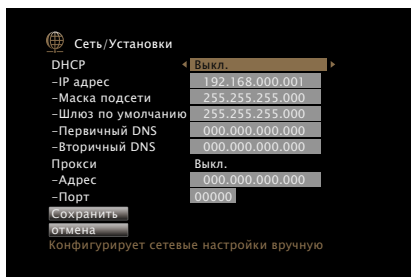 Сеть/Установки
DHCP Выкл.
–IP адрес 192.168.000.001
–Маска подсети 255.255.255.000
–Шлюз по умолчанию 255.255.255.000
–Первичный DNS 000.000.000.000
–Вторичный DNS 000.000.000.000
Прокси Выкл.
–Адрес 000.000.000.000
–Порт 00000
Сохранить
отмена
Конфигурирует сетевые настройки вручную